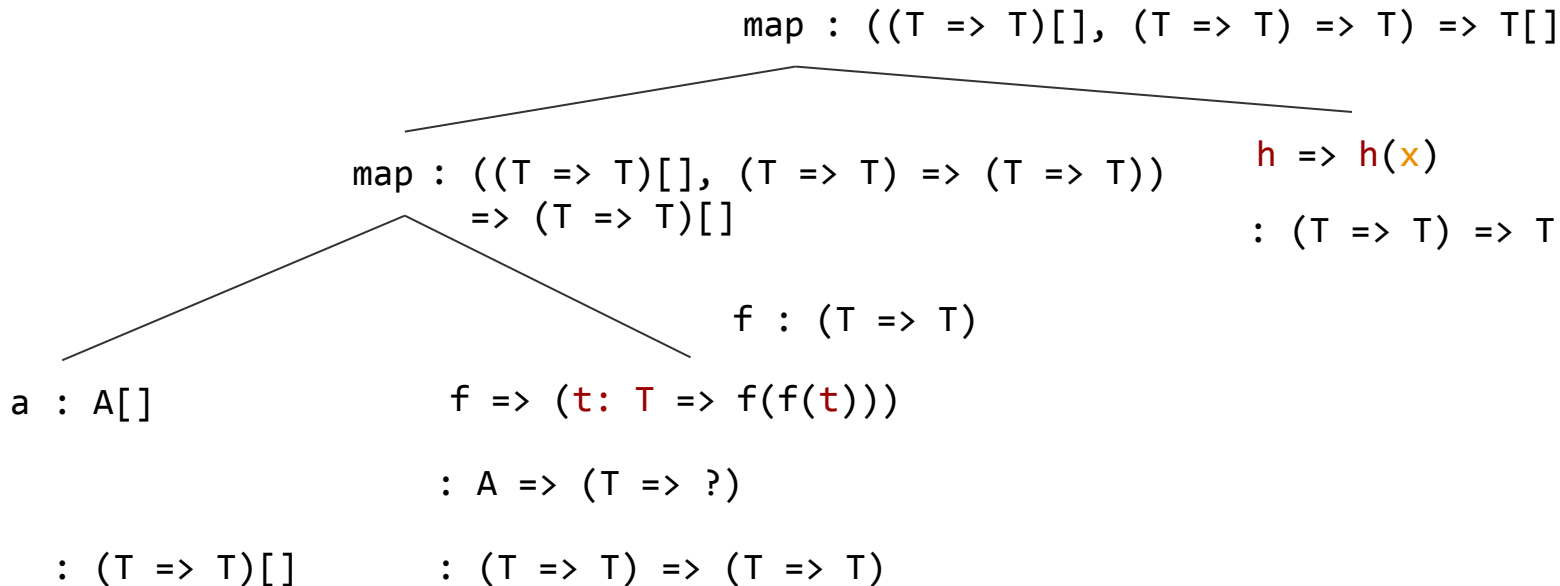 map : ((T => T)[], (T => T) => T) => T[]
map : ((T => T)[], (T => T) => (T => T))
=> (T => T)[]
h => h(x)
: (T => T) => T
f : (T => T)
a : A[]
f => (t: T => f(f(t)))
: A => (T => ?)
: (T => T)[]
: (T => T) => (T => T)